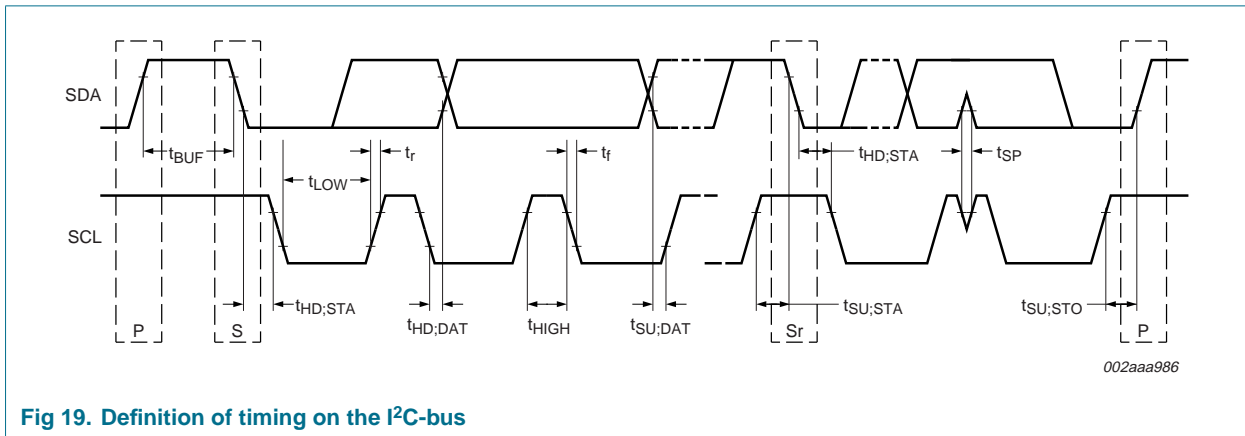 SDA
tBUF
tr
tf
tHD;STA
tSP
tLOW
SCL
tHD;STA
tHD;DAT
tHIGH
tSU;DAT
tSU;STA
tSU;STO
P
S
Sr
P
002aaa986
Fig 19. Definition of timing on the I²C-bus